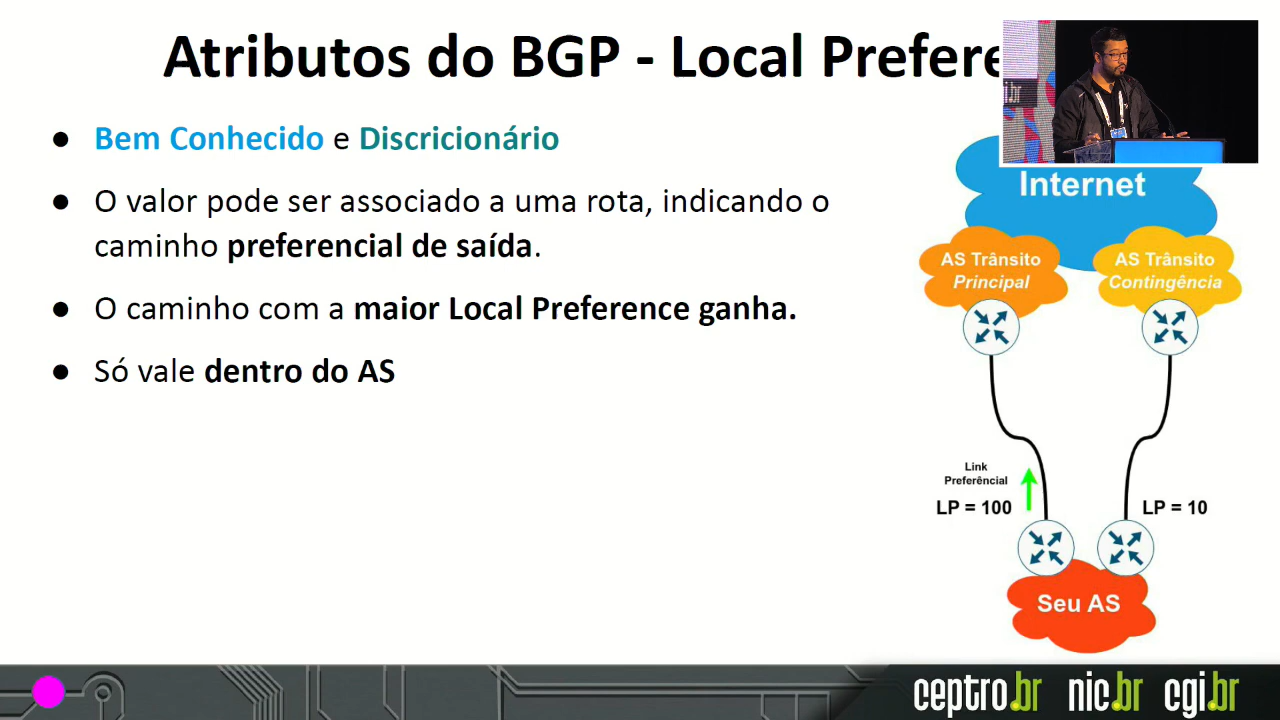 Atributos do BGP - Local Prefere
● Bem Conhecido e Discricionário
● O valor pode ser associado a uma rota, indicando o
caminho preferencial de saída.
● O caminho com a maior Local Preference ganha.
● Só vale dentro do AS
Internet
AS Trânsito
Principal
AS Trânsito
Contingência
Link
Preferêncial
LP = 100
LP = 10
Seu AS
ceptro.br nic.br cgi.br